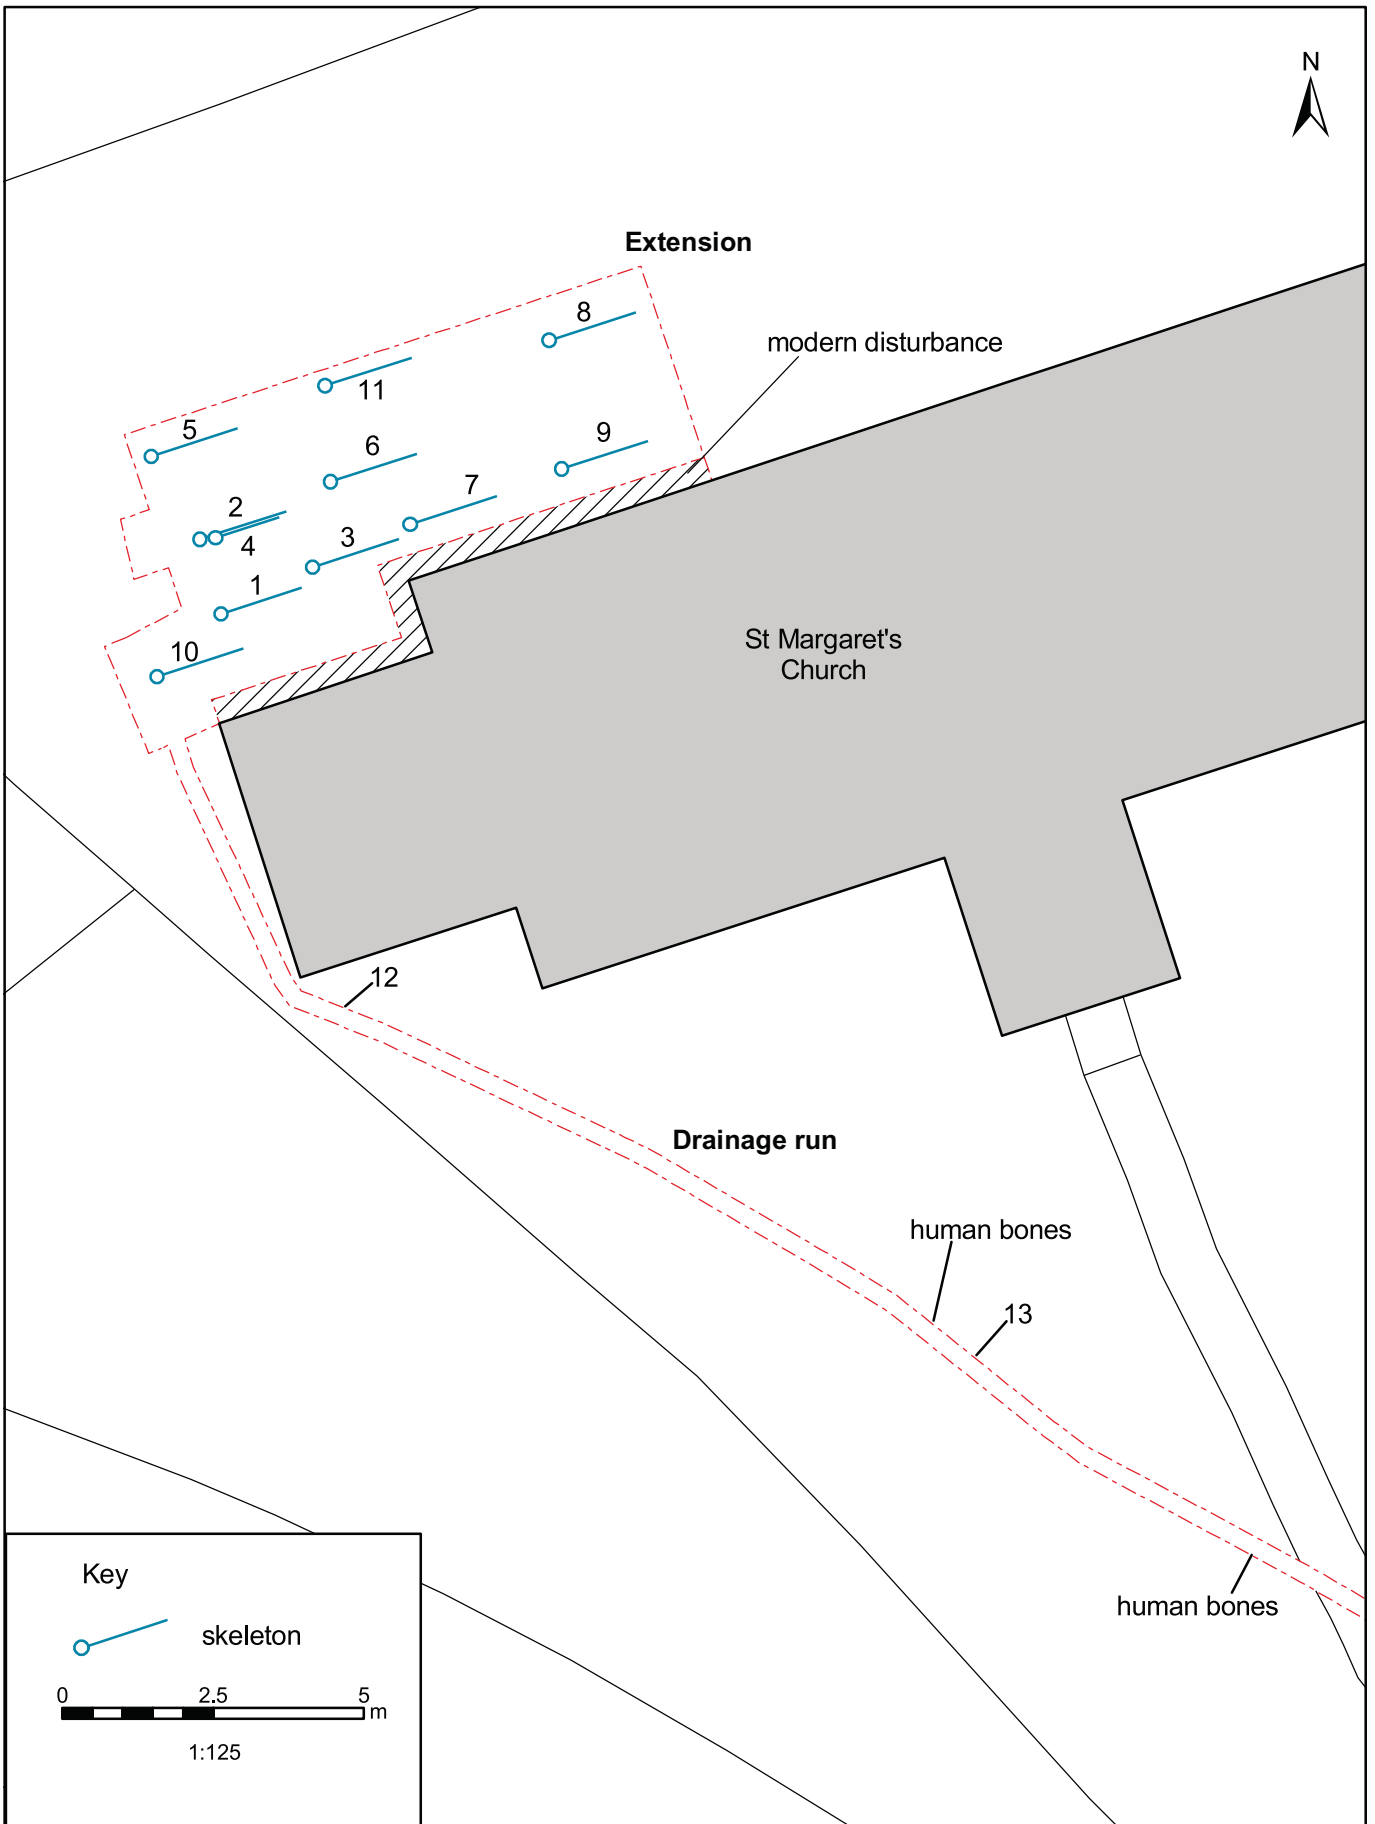 N
Extension
8
modern disturbance
11
5
6
9
2
7
4
3
1
10
St Margaret's
Church
12
Drainage run
human bones
13
human bones
Key
skeleton
0 2.5 5
m
1:125